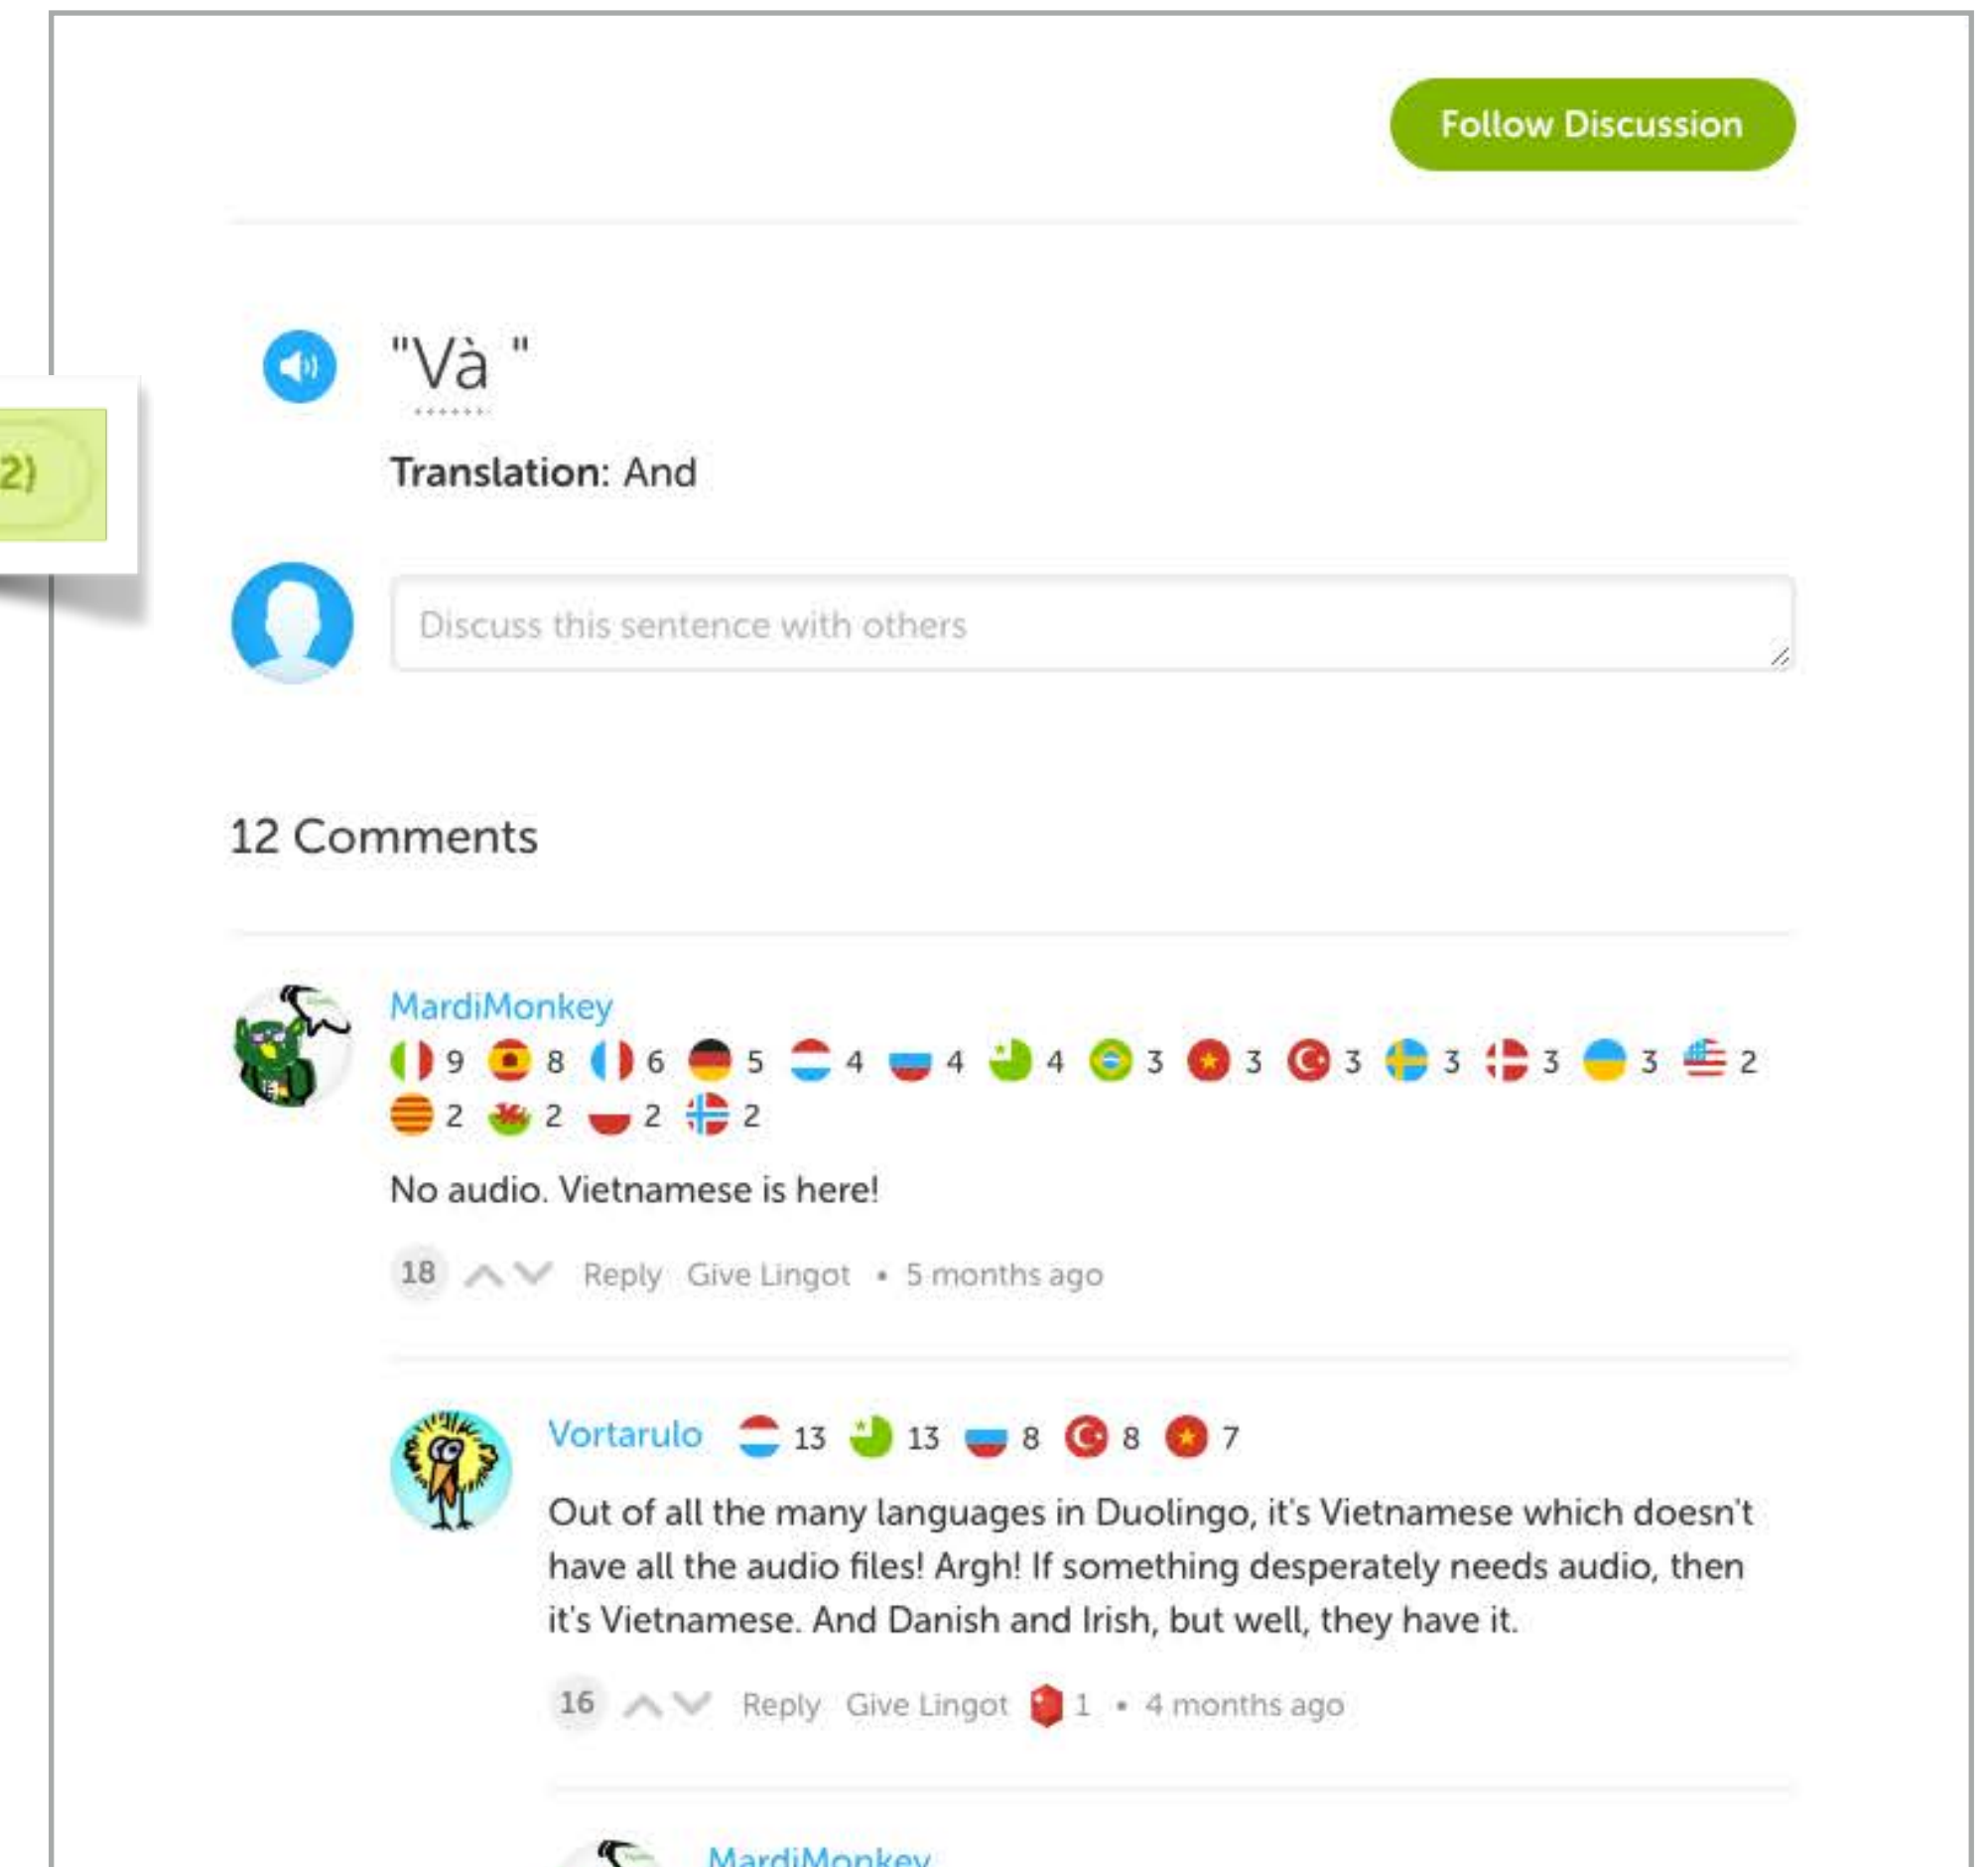 Follow Discussion
"Và "
2)
Translation: And
Discuss this sentence with others
12 Comments
MardiMonkey
9 8 6 5 4 4 4 3 3 3 3 3 3 2
2 2 2 2
No audio. Vietnamese is here!
18 Reply Give Lingot • 5 months ago
Vortarulo 13 13 8 8 7
Out of all the many languages in Duolingo, it's Vietnamese which doesn't
have all the audio files! Argh! If something desperately needs audio, then
it's Vietnamese. And Danish and Irish, but well, they have it.
16 Reply Give Lingot 1 • 4 months ago
MardiMonkey